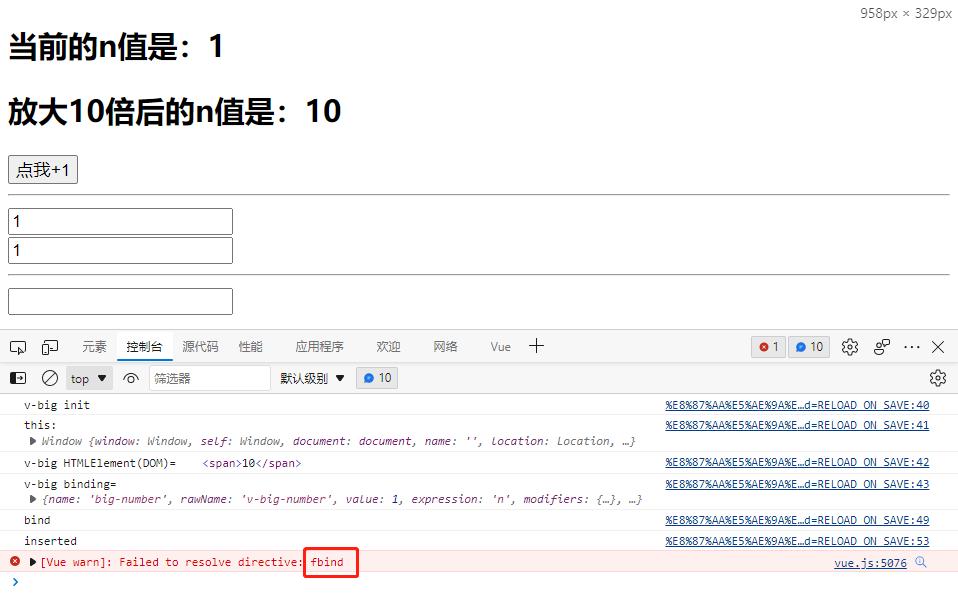 958px × 329px
当前的n值是：1
放大10倍后的n值是：10
点我+1
1
1
元素 控制台 源代码 性能 应用程序 欢迎 网络 Vue 1 10
top 筛选器 默认级别 10
v-big init %E8%87%AA%E5%AE%9A%E…d=RELOAD_ON_SAVE:40
this: %E8%87%AA%E5%AE%9A%E…d=RELOAD_ON_SAVE:41
Window {window: Window, self: Window, document: document, name: '', location: Location, …}
v-big HTMLElement(DOM)= <span>10</span> %E8%87%AA%E5%AE%9A%E…d=RELOAD_ON_SAVE:42
v-big binding= %E8%87%AA%E5%AE%9A%E…d=RELOAD_ON_SAVE:43
{name: 'big-number', rawName: 'v-big-number', value: 1, expression: 'n', modifiers: {…}, …}
bind %E8%87%AA%E5%AE%9A%E…d=RELOAD_ON_SAVE:49
inserted %E8%87%AA%E5%AE%9A%E…d=RELOAD_ON_SAVE:53
[Vue warn]: Failed to resolve directive: fbind vue.js:5076